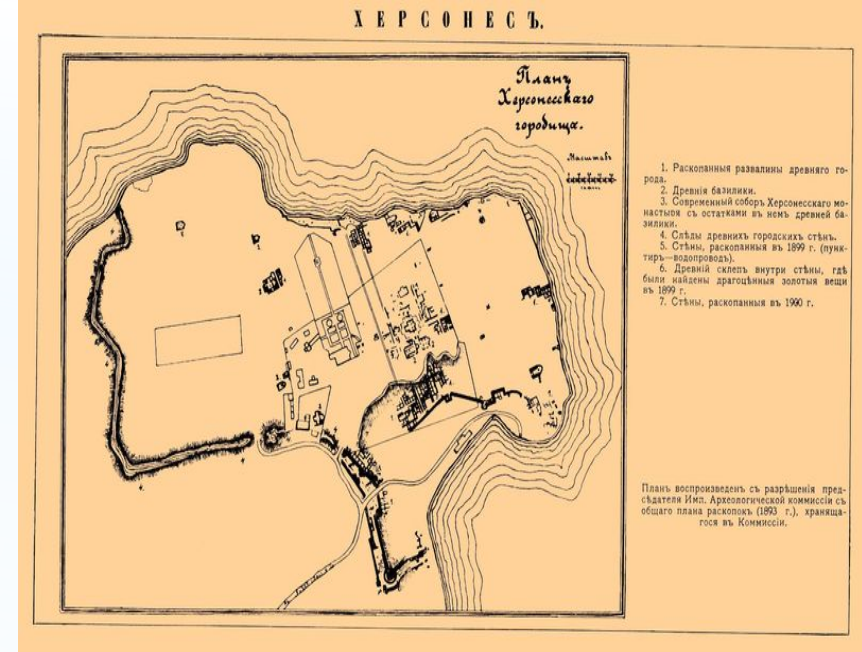 ХЕРСОНЕСЪ.
Планъ
Херсонесскаго
городища.
Масштабъ
1. Раскопанныя развалины древняго го-
рода.
2. Древнія базилики.
3. Современный соборъ Херсонесскаго мо-
настыря съ остатками въ немъ древней ба-
зилики.
4. Слѣды древнихъ городскихъ стѣнъ.
5. Стѣны, раскопанныя въ 1899 г. (пунк-
тиръ—водопроводъ).
6. Древній склепъ внутри стѣны, гдѣ
были найдены драгоцѣнныя золотыя вещи
въ 1899 г.
7. Стѣны, раскопанныя въ 1990 г.
Планъ воспроизведенъ съ разрѣшенія пред-
сѣдателя Имп. Археологической коммиссіи съ
общаго плана раскопокъ (1893 г.), храняща-
гося въ Коммиссіи.